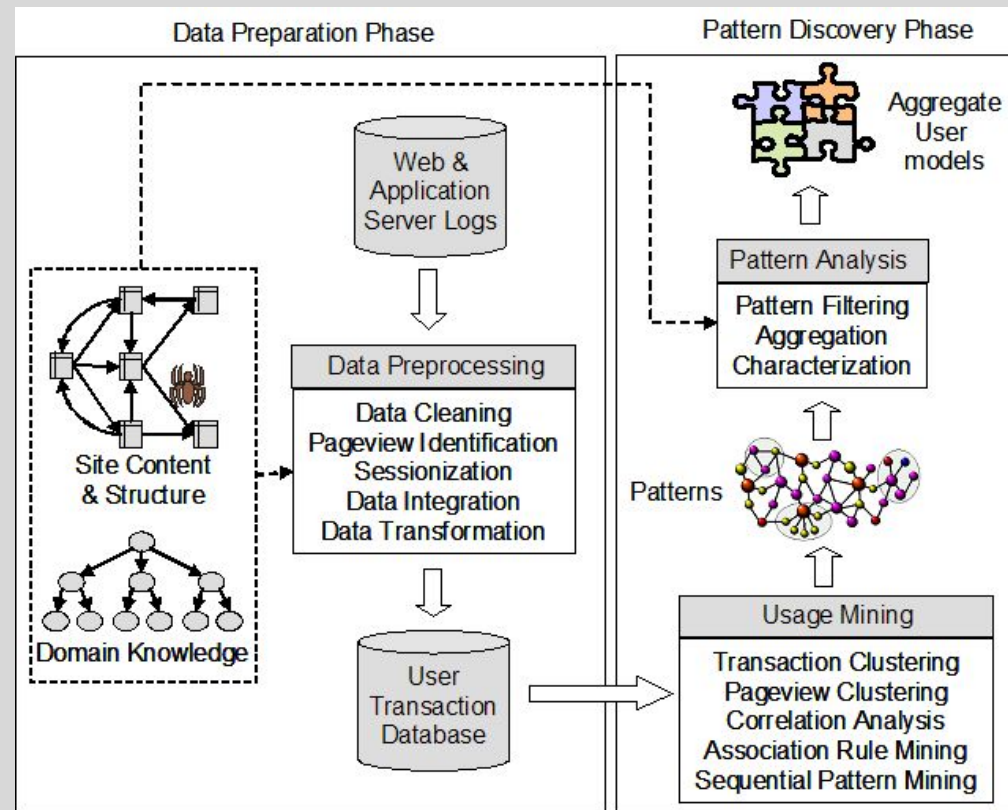 Data Preparation Phase
Pattern Discovery Phase
Web &
Application
Server Logs
Data Preprocessing
Data Cleaning
Pageview Identification
Sessionization
Data Integration
Data Transformation
Site Content
& Structure
Domain Knowledge
User
Transaction
Database
Aggregate
User
models
Pattern Analysis
Pattern Filtering
Aggregation
Characterization
Patterns
Usage Mining
Transaction Clustering
Pageview Clustering
Correlation Analysis
Association Rule Mining
Sequential Pattern Mining